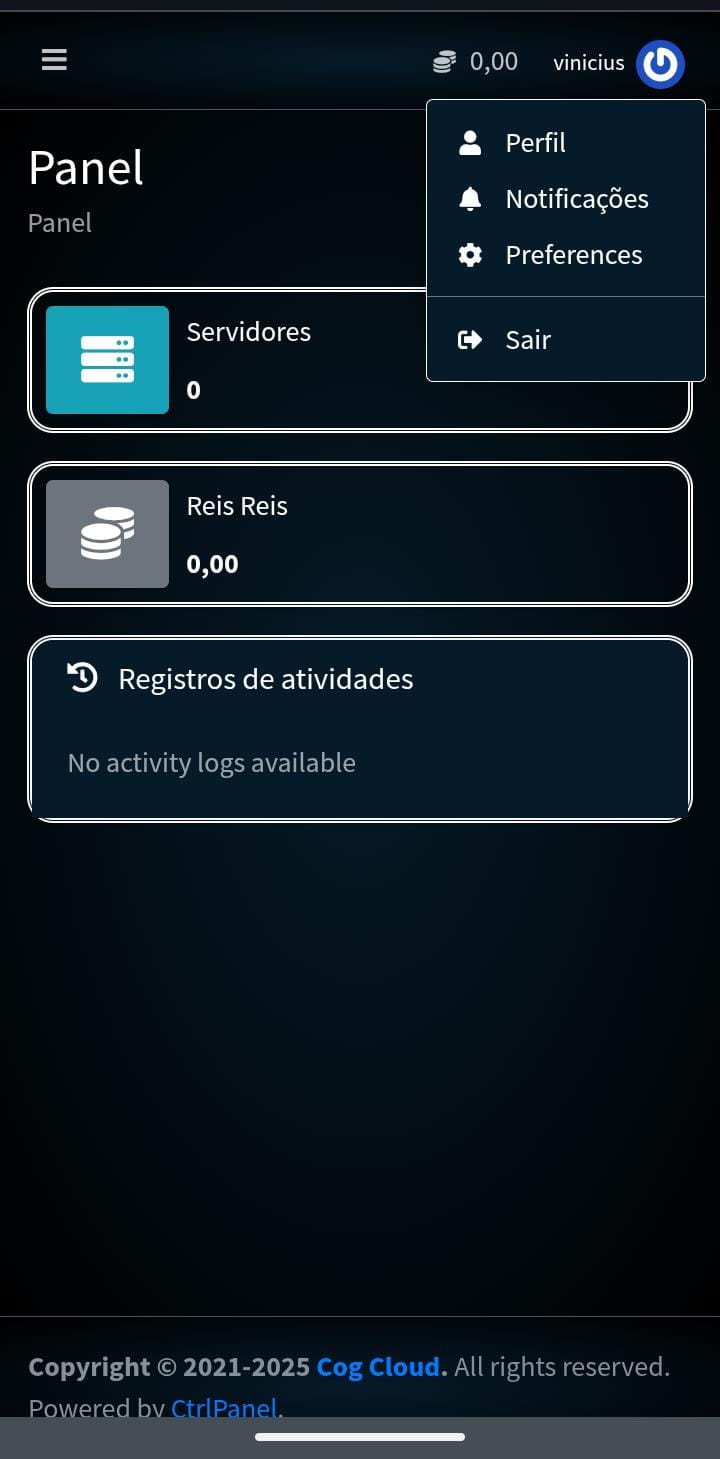 0,00 vinicius
Perfil
Notificações
Preferences
Sair
Panel
Panel
Servidores
0
Reis Reis
0,00
Registros de atividades
No activity logs available
Copyright © 2021-2025 Cog Cloud. All rights reserved.
Powered by CtrlPanel.